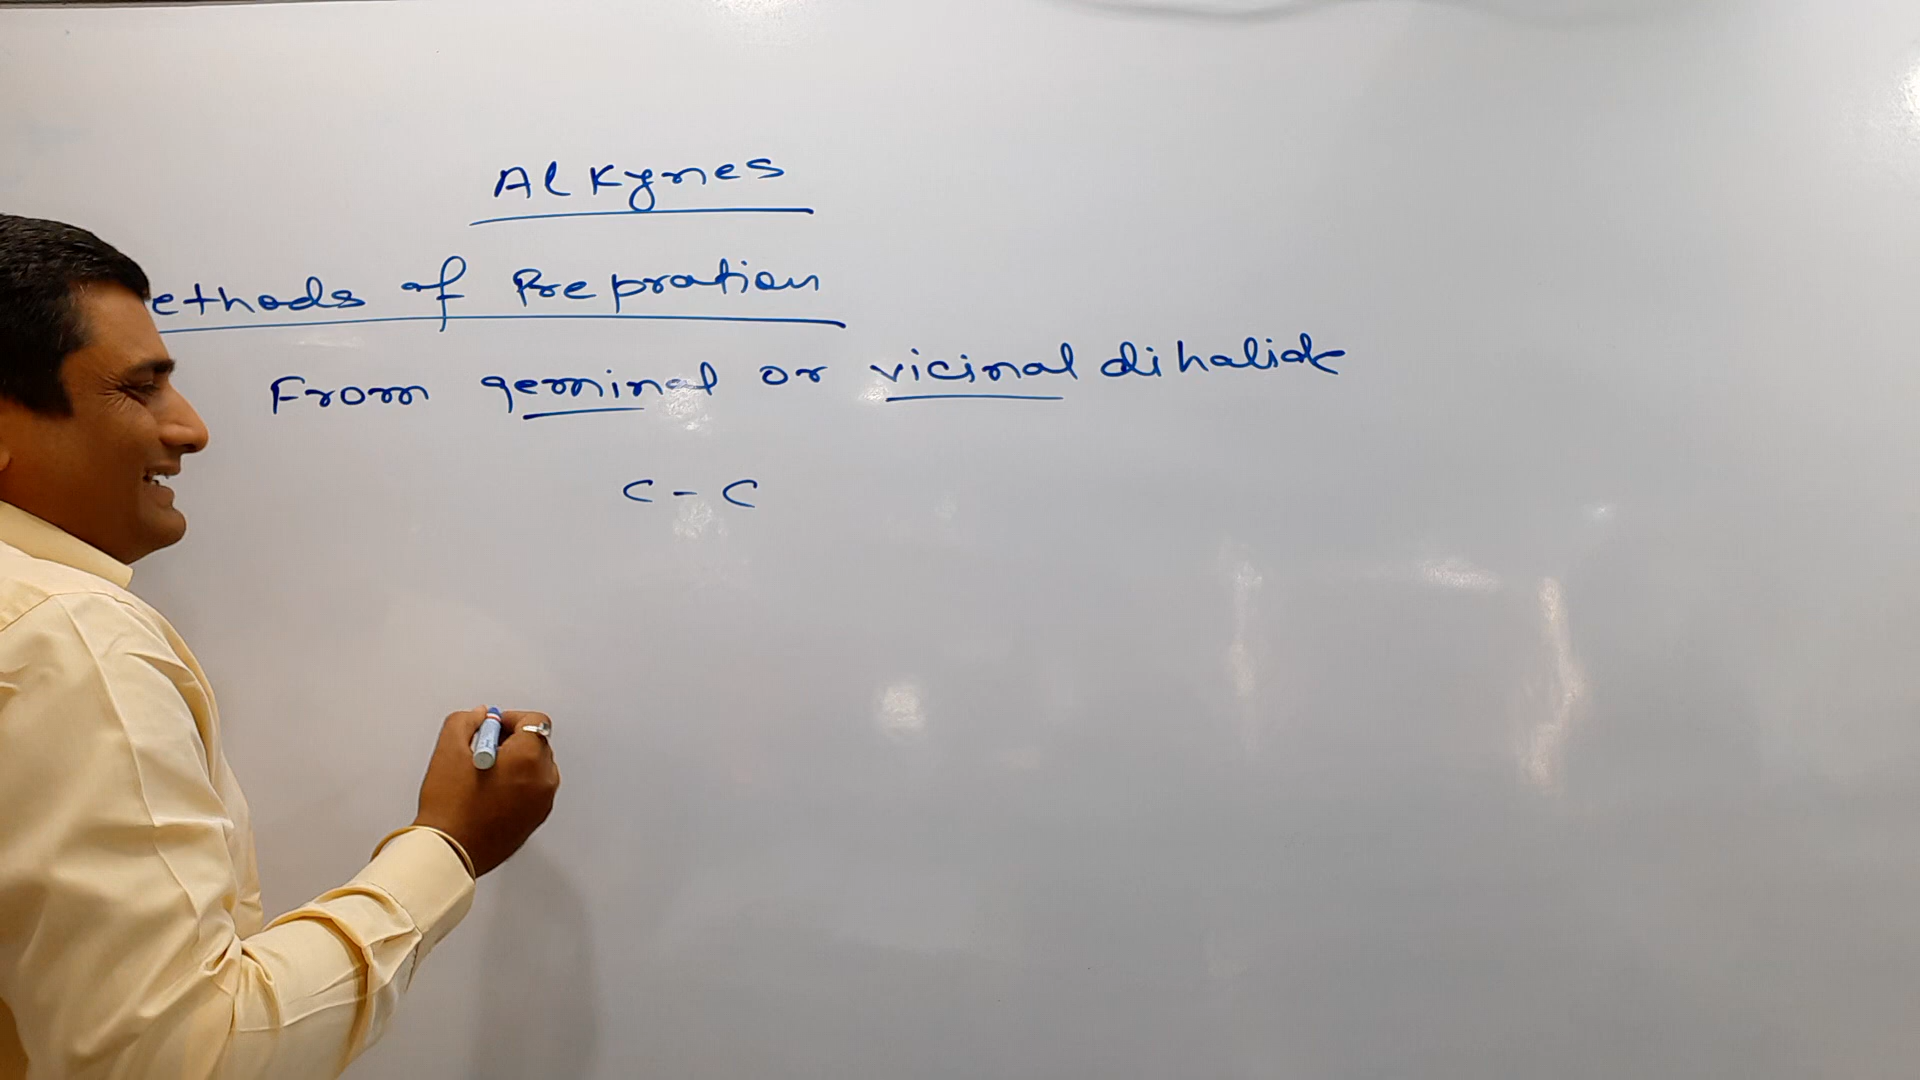 Alkynes
ethods of Prepration
From geminal or vicinal dihalide
C - C